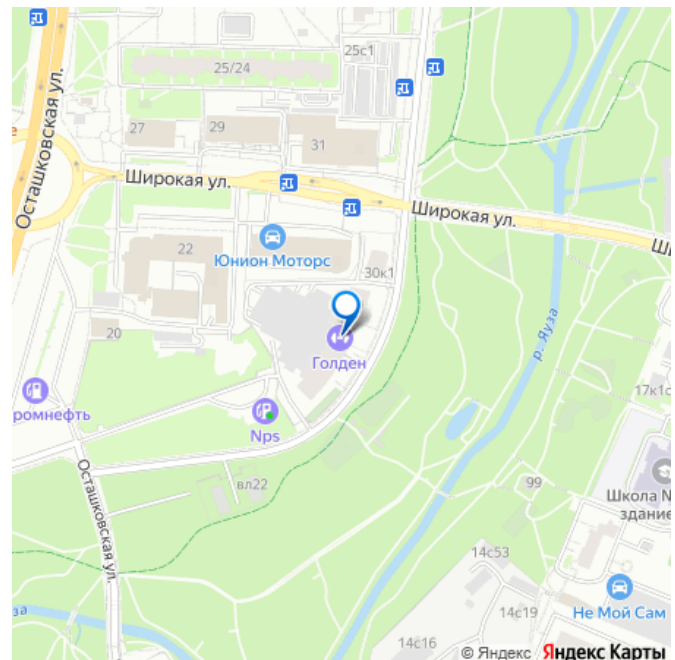 25с1
25/24
Осташковская ул.
27
29
31
Широкая ул.
Широкая ул.
22
Юнион Моторс
30к1
р. Яуза
20
Голден
17к1с
ромнефть
Nps
Осташковская ул.
вл22
99
Школа N
здание
14с53
14с19
Не Мой Сам
14с16
© Яндекс Яндекс Карты